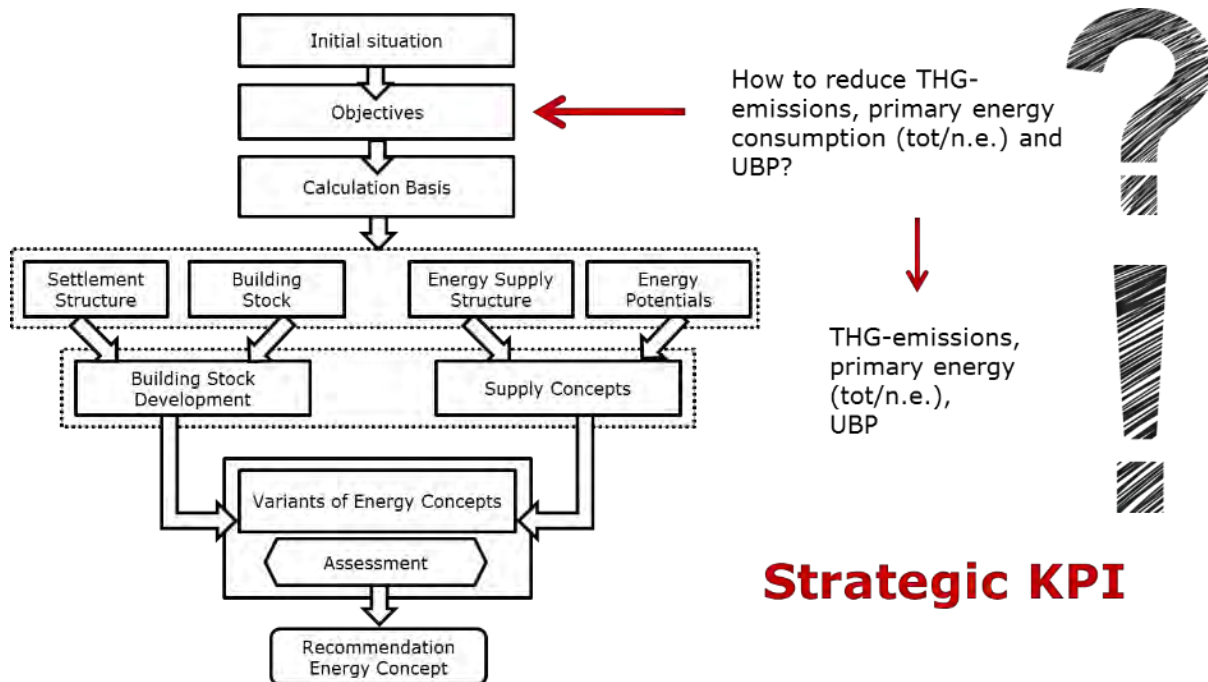 Initial situation
Objectives
Calculation Basis
Settlement
Structure
Building
Stock
Energy Supply
Structure
Energy
Potentials
Building Stock
Development
Supply Concepts
Variants of Energy Concepts
Assessment
Recommendation
Energy Concept
How to reduce THG-
emissions, primary energy
consumption (tot/n.e.) and
UBP?
THG-emissions,
primary energy
(tot/n.e.),
UBP
?
!
Strategic KPI